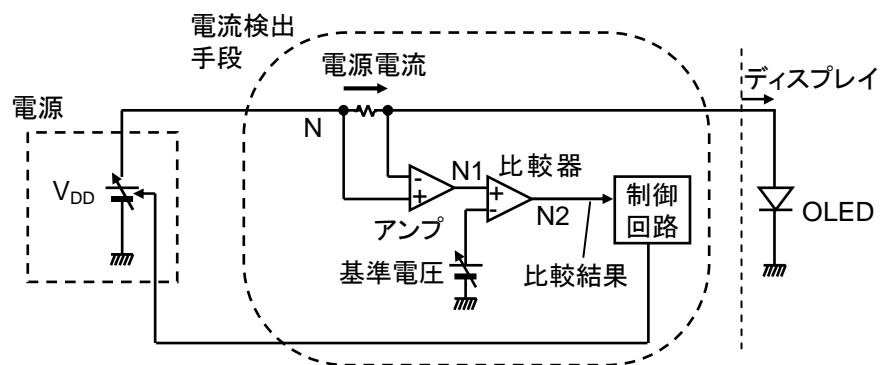 電流検出
手段
電源電流
ディスプレイ
電源
N
N1
比較器
VDD
-
+
+
-
N2
制御
回路
アンプ
OLED
基準電圧
比較結果